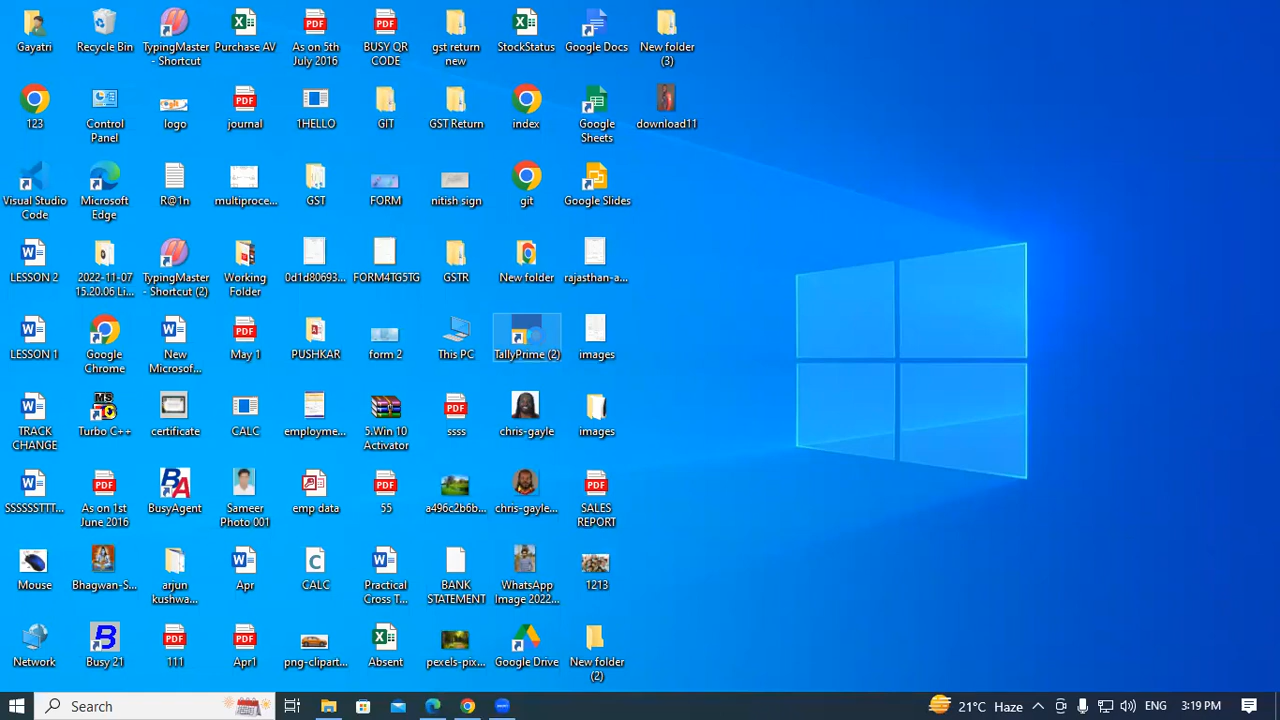 Gayatri
Recycle Bin
TypingMaster
- Shortcut
Purchase AV
As on 5th
July 2016
BUSY QR
CODE
gst return
new
StockStatus
Google Docs
New folder
(3)
123
Control
Panel
logo
journal
1HELLO
GIT
GST Return
index
Google
Sheets
download11
Visual Studio
Code
Microsoft
Edge
R@1n
multiproce...
GST
FORM
nitish sign
git
Google Slides
LESSON 2
2022-11-07
15.20.06 Li...
TypingMaster
- Shortcut (2)
Working
Folder
0d1d80693...
FORM4TG5TG
GSTR
New folder
rajasthan-a...
LESSON 1
Google
Chrome
New
Microsof...
May 1
PUSHKAR
form 2
This PC
TallyPrime (2)
images
TRACK
CHANGE
Turbo C++
certificate
CALC
employme...
5.Win 10
Activator
ssss
chris-gayle
images
SSSSSSTTT...
As on 1st
June 2016
BusyAgent
Sameer
Photo 001
emp data
55
a496c2b6b...
chris-gayle...
SALES
REPORT
Mouse
Bhagwan-S...
arjun
kushwa...
Apr
CALC
Practical
Cross T...
BANK
STATEMENT
WhatsApp
Image 2022...
1213
Network
Busy 21
111
Apr1
png-clipart...
Absent
pexels-pix...
Google Drive
New folder
(2)
Search
21°C Haze
ENG
3:19 PM